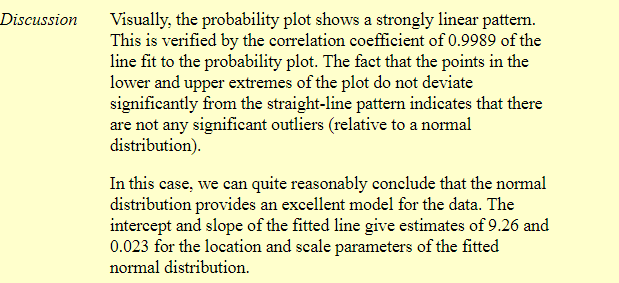 Discussion
Visually, the probability plot shows a strongly linear pattern.
This is verified by the correlation coefficient of 0.9989 of the
line fit to the probability plot. The fact that the points in the
lower and upper extremes of the plot do not deviate
significantly from the straight-line pattern indicates that there
are not any significant outliers (relative to a normal
distribution).
In this case, we can quite reasonably conclude that the normal
distribution provides an excellent model for the data. The
intercept and slope of the fitted line give estimates of 9.26 and
0.023 for the location and scale parameters of the fitted
normal distribution.